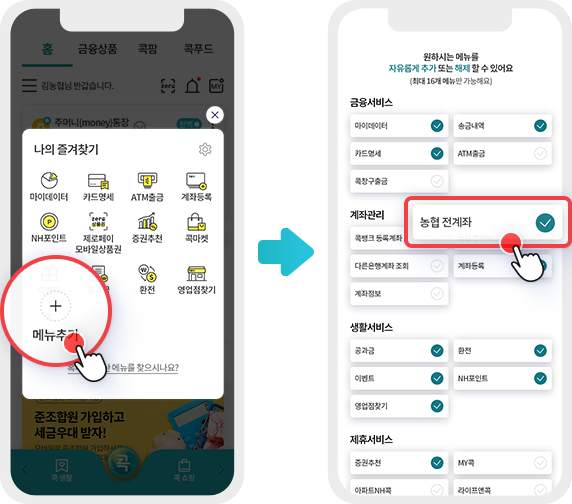 홈 금융상품 콕팜 콕푸드
김농협님 반갑습니다.
zero
MY
주머니(money)통장
나의 즐겨찾기
마이데이터 카드명세 ATM출금 계좌등록
zero
상품권
NH포인트 제로페이 증권추천 콕마켓
모바일상품권
환전 영업점찾기
메뉴추가
메뉴를 찾으시나요?
준조합원 가입하고
세금우대 받자!
콕생활 콕 콕쇼핑
원하시는 메뉴를
자유롭게 추가 또는 해제 할 수 있어요
(최대 16개 메뉴만 가능해요)
금융서비스
마이데이터 송금내역
카드명세 ATM출금
콕창구출금
계좌관리
농협 전계좌
콕뱅크 등록계좌
다른은행계좌 조회 계좌등록
계좌정보
생활서비스
공과금 환전
이벤트 NH포인트
영업점찾기
제휴서비스
증권추천 MY콕
아파트NH콕 라이프앤콕